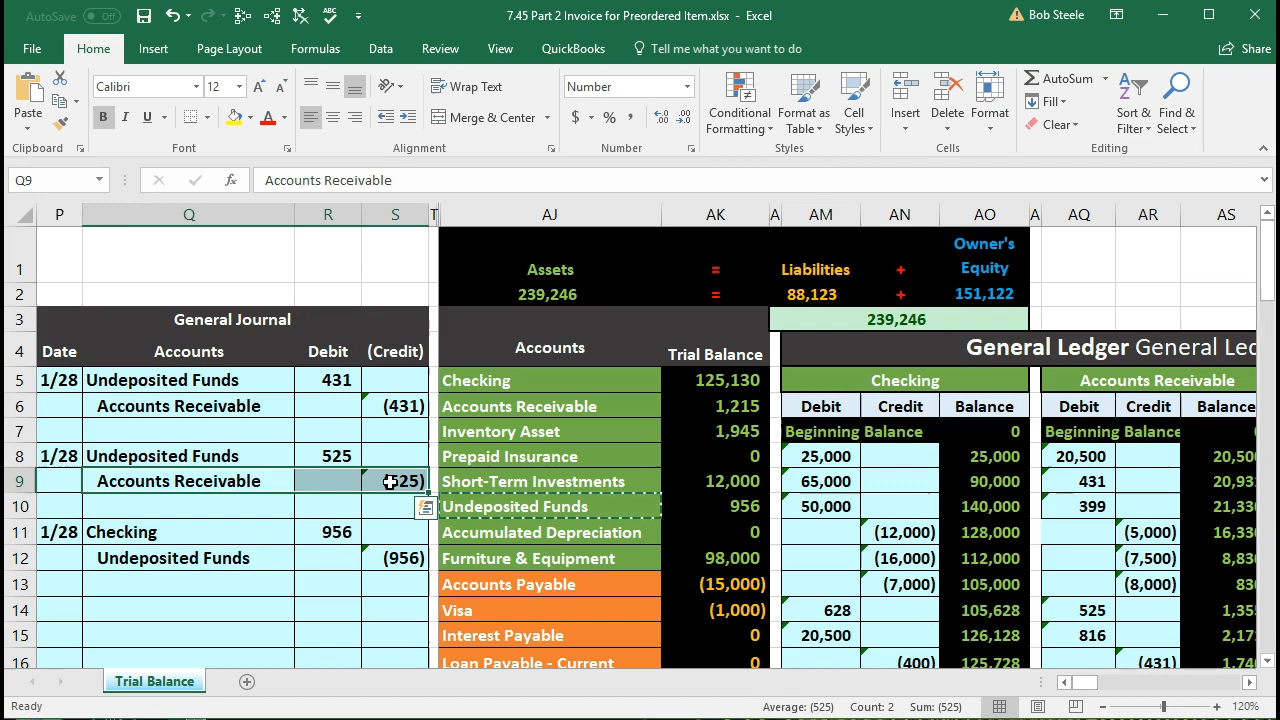 AutoSave Off 7.45 Part 2 Invoice for Preordered Item.xlsx - Excel Bob Steele
File Home Insert Page Layout Formulas Data Review View QuickBooks Tell me what you want to do Share
Paste Calibri 12 Wrap Text Number Conditional Formatting Format as Table Cell Styles Insert Delete Format AutoSum Sort & Filter Find & Select
B I U Merge & Center $ % , Fill Clear
Clipboard Font Alignment Number Styles Cells Editing
Q9 fx Accounts Receivable
P Q R S T AJ AK A AM AN AO A AQ AR AS
Owner's
1 Assets = Liabilities + Equity
2 239,246 = 88,123 + 151,122
3 General Journal 239,246
4 Date Accounts Debit (Credit) Accounts Trial Balance General Ledger General Led
5 1/28 Undeposited Funds 431 Checking 125,130 Checking Accounts Receivable
6 Accounts Receivable (431) Accounts Receivable 1,215 Debit Credit Balance Debit Credit Balance
7 Inventory Asset 1,945 Beginning Balance 0 Beginning Balance
8 1/28 Undeposited Funds 525 Prepaid Insurance 0 25,000 25,000 20,500 20,50
9 Accounts Receivable 25) Short-Term Investments 12,000 65,000 90,000 431 20,93
10 Undeposited Funds 956 50,000 140,000 399 21,33
11 1/28 Checking 956 Accumulated Depreciation 0 (12,000) 128,000 (5,000) 16,33
12 Undeposited Funds (956) Furniture & Equipment 98,000 (16,000) 112,000 (7,500) 8,83
13 Accounts Payable (15,000) (7,000) 105,000 (8,000) 83
14 Visa (1,000) 628 105,628 525 1,35
15 Interest Payable 0 20,500 126,128 816 2,17
16 Loan Payable - Current 0 (400) 125,728 (431) 1,74
Trial Balance
Ready Average: (525) Count: 2 Sum: (525) 120%